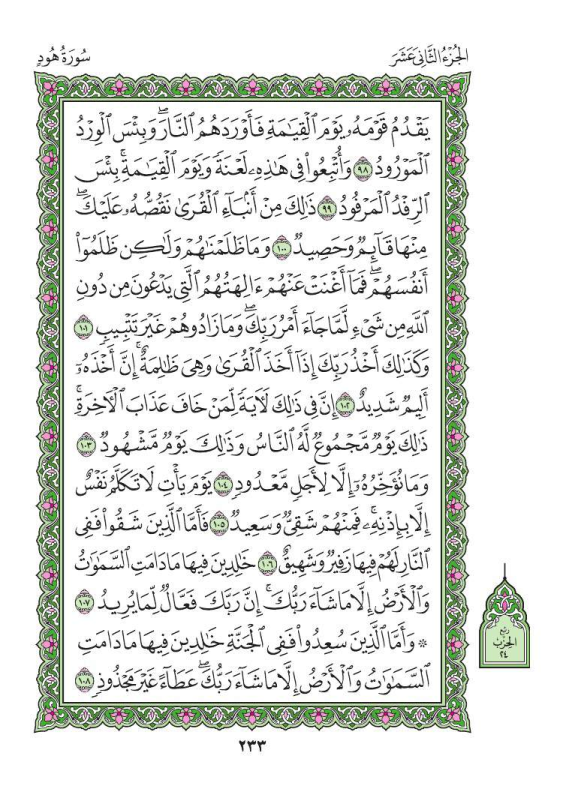 الجُزْءُ الثَّانِي عَشَرَ
سُورَةُ هُودٍ
يَقْدُمُ قَوْمَهُۥ يَوْمَ ٱلْقِيَـٰمَةِ فَأَوْرَدَهُمُ ٱلنَّارَۖ وَبِئْسَ ٱلْوِرْدُ
ٱلْمَوْرُودُ ٩٨ وَأُتْبِعُوا۟ فِى هَـٰذِهِۦ لَعْنَةً وَيَوْمَ ٱلْقِيَـٰمَةِۚ بِئْسَ
ٱلرِّفْدُ ٱلْمَرْفُودُ ٩٩ ذَٰلِكَ مِنْ أَنۢبَآءِ ٱلْقُرَىٰ نَقُصُّهُۥ عَلَيْكَۖ
مِنْهَا قَآئِمٌ وَحَصِيدٌ ١٠٠ وَمَا ظَلَمْنَـٰهُمْ وَلَـٰكِن ظَلَمُوٓا۟
أَنفُسَهُمْۖ فَمَآ أَغْنَتْ عَنْهُمْ ءَالِهَتُهُمُ ٱلَّتِى يَدْعُونَ مِن دُونِ
ٱللَّهِ مِن شَىْءٍ لَّمَّا جَآءَ أَمْرُ رَبِّكَۖ وَمَا زَادُوهُمْ غَيْرَ تَتْبِيبٍ ١٠١
وَكَذَٰلِكَ أَخْذُ رَبِّكَ إِذَآ أَخَذَ ٱلْقُرَىٰ وَهِىَ ظَـٰلِمَةٌۚ إِنَّ أَخْذَهُۥٓ
أَلِيمٌ شَدِيدٌ ١٠٢ إِنَّ فِى ذَٰلِكَ لَـَٔايَةً لِّمَنْ خَافَ عَذَابَ ٱلْـَٔاخِرَةِۚ
ذَٰلِكَ يَوْمٌ مَّجْمُوعٌ لَّهُ ٱلنَّاسُ وَذَٰلِكَ يَوْمٌ مَّشْهُودٌ ١٠٣
وَمَا نُؤَخِّرُهُۥٓ إِلَّا لِأَجَلٍ مَّعْدُودٍ ١٠٤ يَوْمَ يَأْتِ لَا تَكَلَّمُ نَفْسٌ
إِلَّا بِإِذْنِهِۦۚ فَمِنْهُمْ شَقِىٌّ وَسَعِيدٌ ١٠٥ فَأَمَّا ٱلَّذِينَ شَقُوا۟ فَفِى
ٱلنَّارِ لَهُمْ فِيهَا زَفِيرٌ وَشَهِيقٌ ١٠٦ خَـٰلِدِينَ فِيهَا مَا دَامَتِ ٱلسَّمَـٰوَٰتُ
وَٱلْأَرْضُ إِلَّا مَا شَآءَ رَبُّكَۚ إِنَّ رَبَّكَ فَعَّالٌ لِّمَا يُرِيدُ ١٠٧
۞ وَأَمَّا ٱلَّذِينَ سُعِدُوا۟ فَفِى ٱلْجَنَّةِ خَـٰلِدِينَ فِيهَا مَا دَامَتِ
ٱلسَّمَـٰوَٰتُ وَٱلْأَرْضُ إِلَّا مَا شَآءَ رَبُّكَۖ عَطَآءً غَيْرَ مَجْذُوذٍ ١٠٨
ربع
الحِزْب
٢٤
٢٣٣